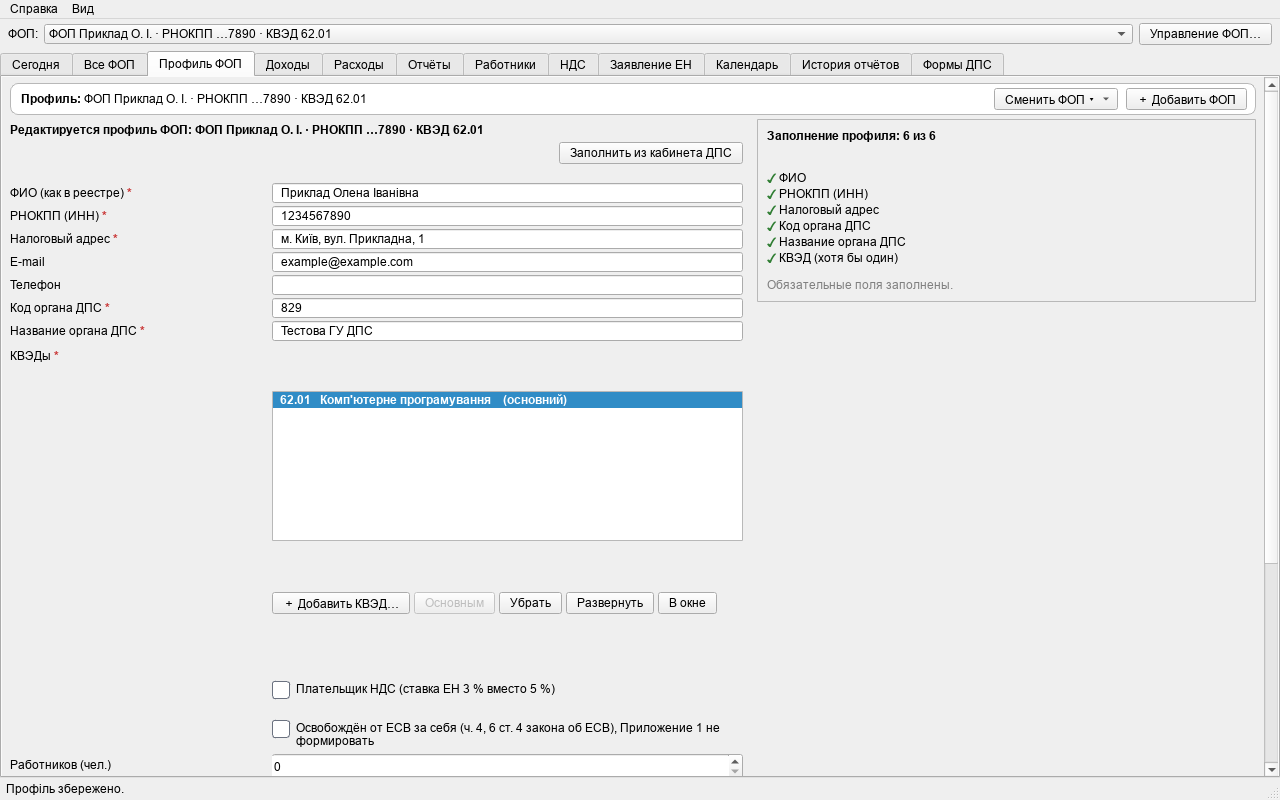 Справка Вид
ФОП: ФОП Приклад О. І. · РНОКПП …7890 · КВЭД 62.01 Управление ФОП…
Сегодня Все ФОП Профиль ФОП Доходы Расходы Отчёты Работники НДС Заявление ЕН Календарь История отчётов Формы ДПС
Профиль: ФОП Приклад О. І. · РНОКПП …7890 · КВЭД 62.01 Сменить ФОП + Добавить ФОП
Редактируется профиль ФОП: ФОП Приклад О. І. · РНОКПП …7890 · КВЭД 62.01
Заполнить из кабинета ДПС
ФИО (как в реестре) * Приклад Олена Іванівна
РНОКПП (ИНН) * 1234567890
Налоговый адрес * м. Київ, вул. Прикладна, 1
E-mail example@example.com
Телефон
Код органа ДПС * 829
Название органа ДПС * Тестова ГУ ДПС
КВЭДы *
62.01 Комп'ютерне програмування (основний)
+ Добавить КВЭД… Основным Убрать Развернуть В окне
Плательщик НДС (ставка ЕН 3 % вместо 5 %)
Освобождён от ЕСВ за себя (ч. 4, 6 ст. 4 закона об ЕСВ), Приложение 1 не
формировать
Работников (чел.) 0
Заполнение профиля: 6 из 6
✓ ФИО
✓ РНОКПП (ИНН)
✓ Налоговый адрес
✓ Код органа ДПС
✓ Название органа ДПС
✓ КВЭД (хотя бы один)
Обязательные поля заполнены.
Профіль збережено.